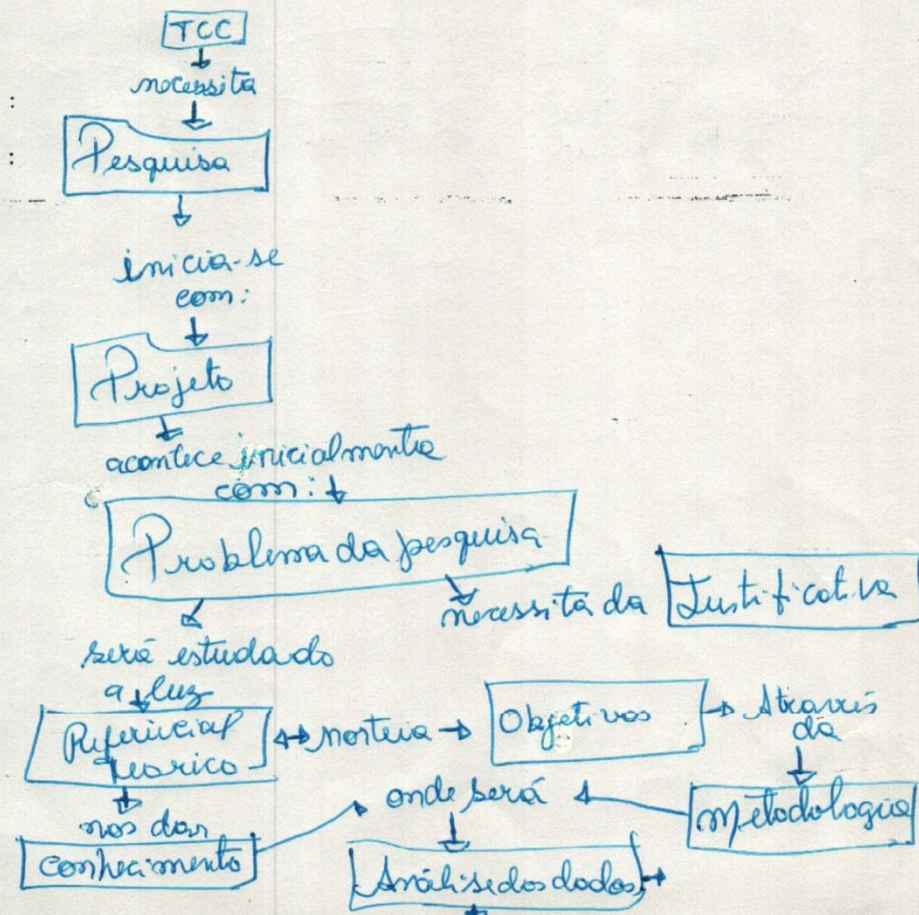 TCC
necessita
Pesquisa
inicia-se
com:
Projeto
acontece inicialmente
com:
Problema da pesquisa
necessita da Justificativa
será estudado
a luz
Referencial
teorico
norteia
Objetivos
Através
da
metodologia
onde será
nos dar
conhecimento
Análise dos dados